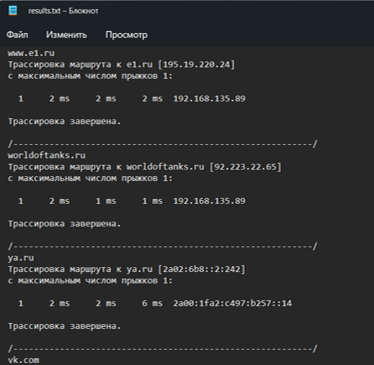 results.txt – Блокнот
Файл Изменить Просмотр
www.e1.ru
Трассировка маршрута к e1.ru [195.19.220.24]
с максимальным числом прыжков 1:
1 2 ms 2 ms 2 ms 192.168.135.89
Трассировка завершена.
/----------------------------------------------------------/
worldoftanks.ru
Трассировка маршрута к worldoftanks.ru [92.223.22.65]
с максимальным числом прыжков 1:
1 2 ms 1 ms 1 ms 192.168.135.89
Трассировка завершена.
/----------------------------------------------------------/
ya.ru
Трассировка маршрута к ya.ru [2a02:6b8::2:242]
с максимальным числом прыжков 1:
1 2 ms 2 ms 6 ms 2a00:1fa2:c497:b257::14
Трассировка завершена.
/----------------------------------------------------------/
vk.com